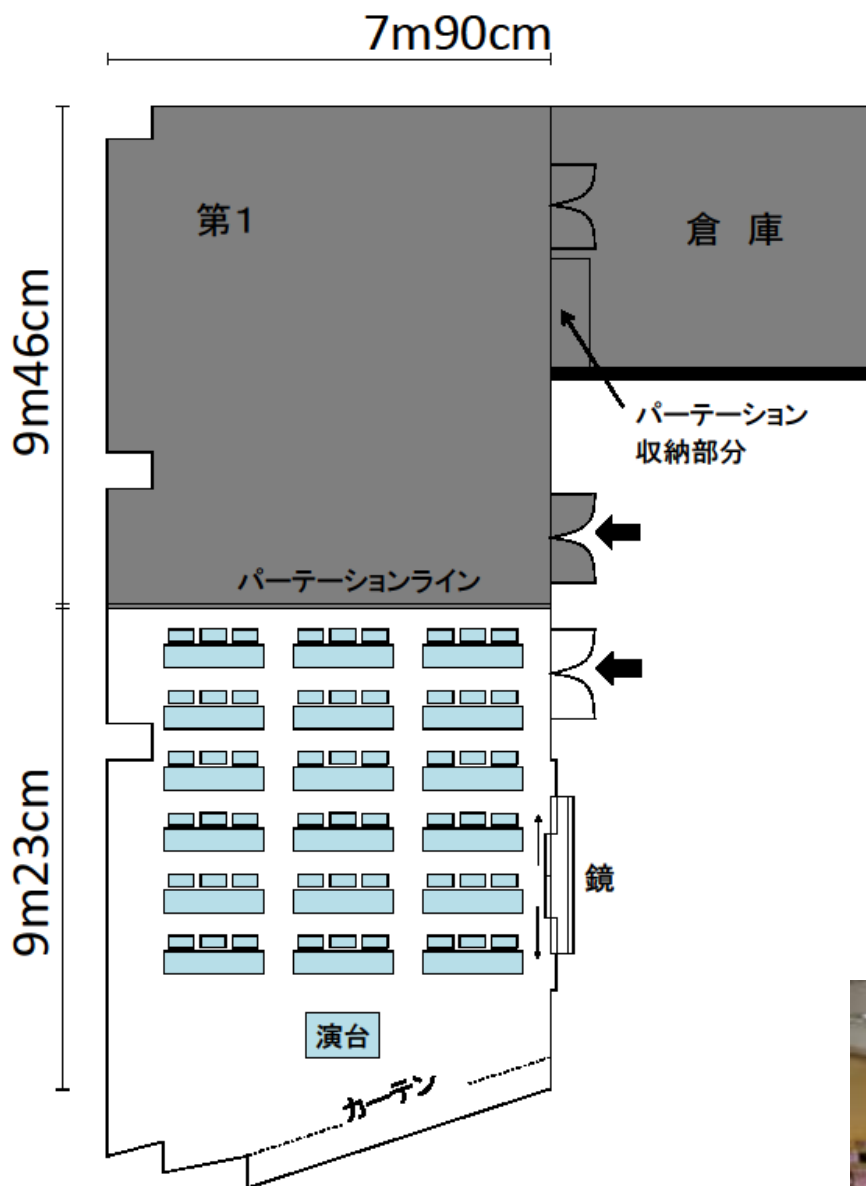 7m90cm
第１
倉 庫
9m46cm
パーテーション
収納部分
パーテーションライン
9m23cm
鏡
演台
カーテン